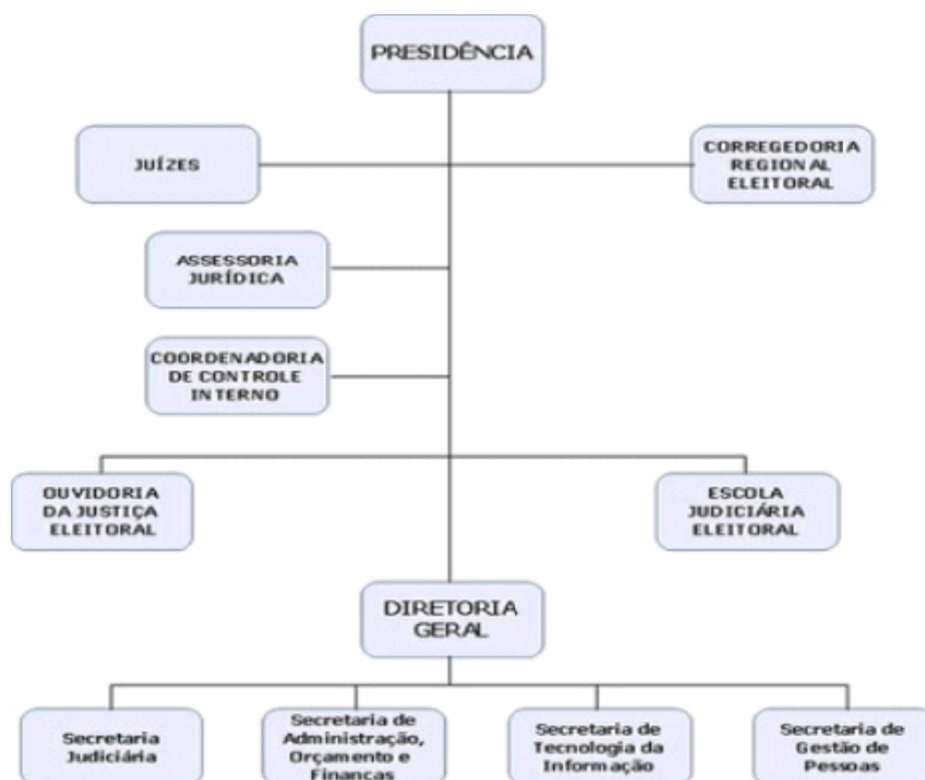 PRESIDÊNCIA
JUÍZES
CORREGEDORIA
REGIONAL
ELEITORAL
ASSESSORIA
JURÍDICA
COORDENADORIA
DE CONTROLE
INTERNO
OUVIDORIA
DA JUSTIÇA
ELEITORAL
ESCOLA
JUDICIÁRIA
ELEITORAL
DIRETORIA
GERAL
Secretaria
Judiciária
Secretaria de
Administração,
Orçamento e
Finanças
Secretaria de
Tecnologia da
Informação
Secretaria de
Gestão de
Pessoas